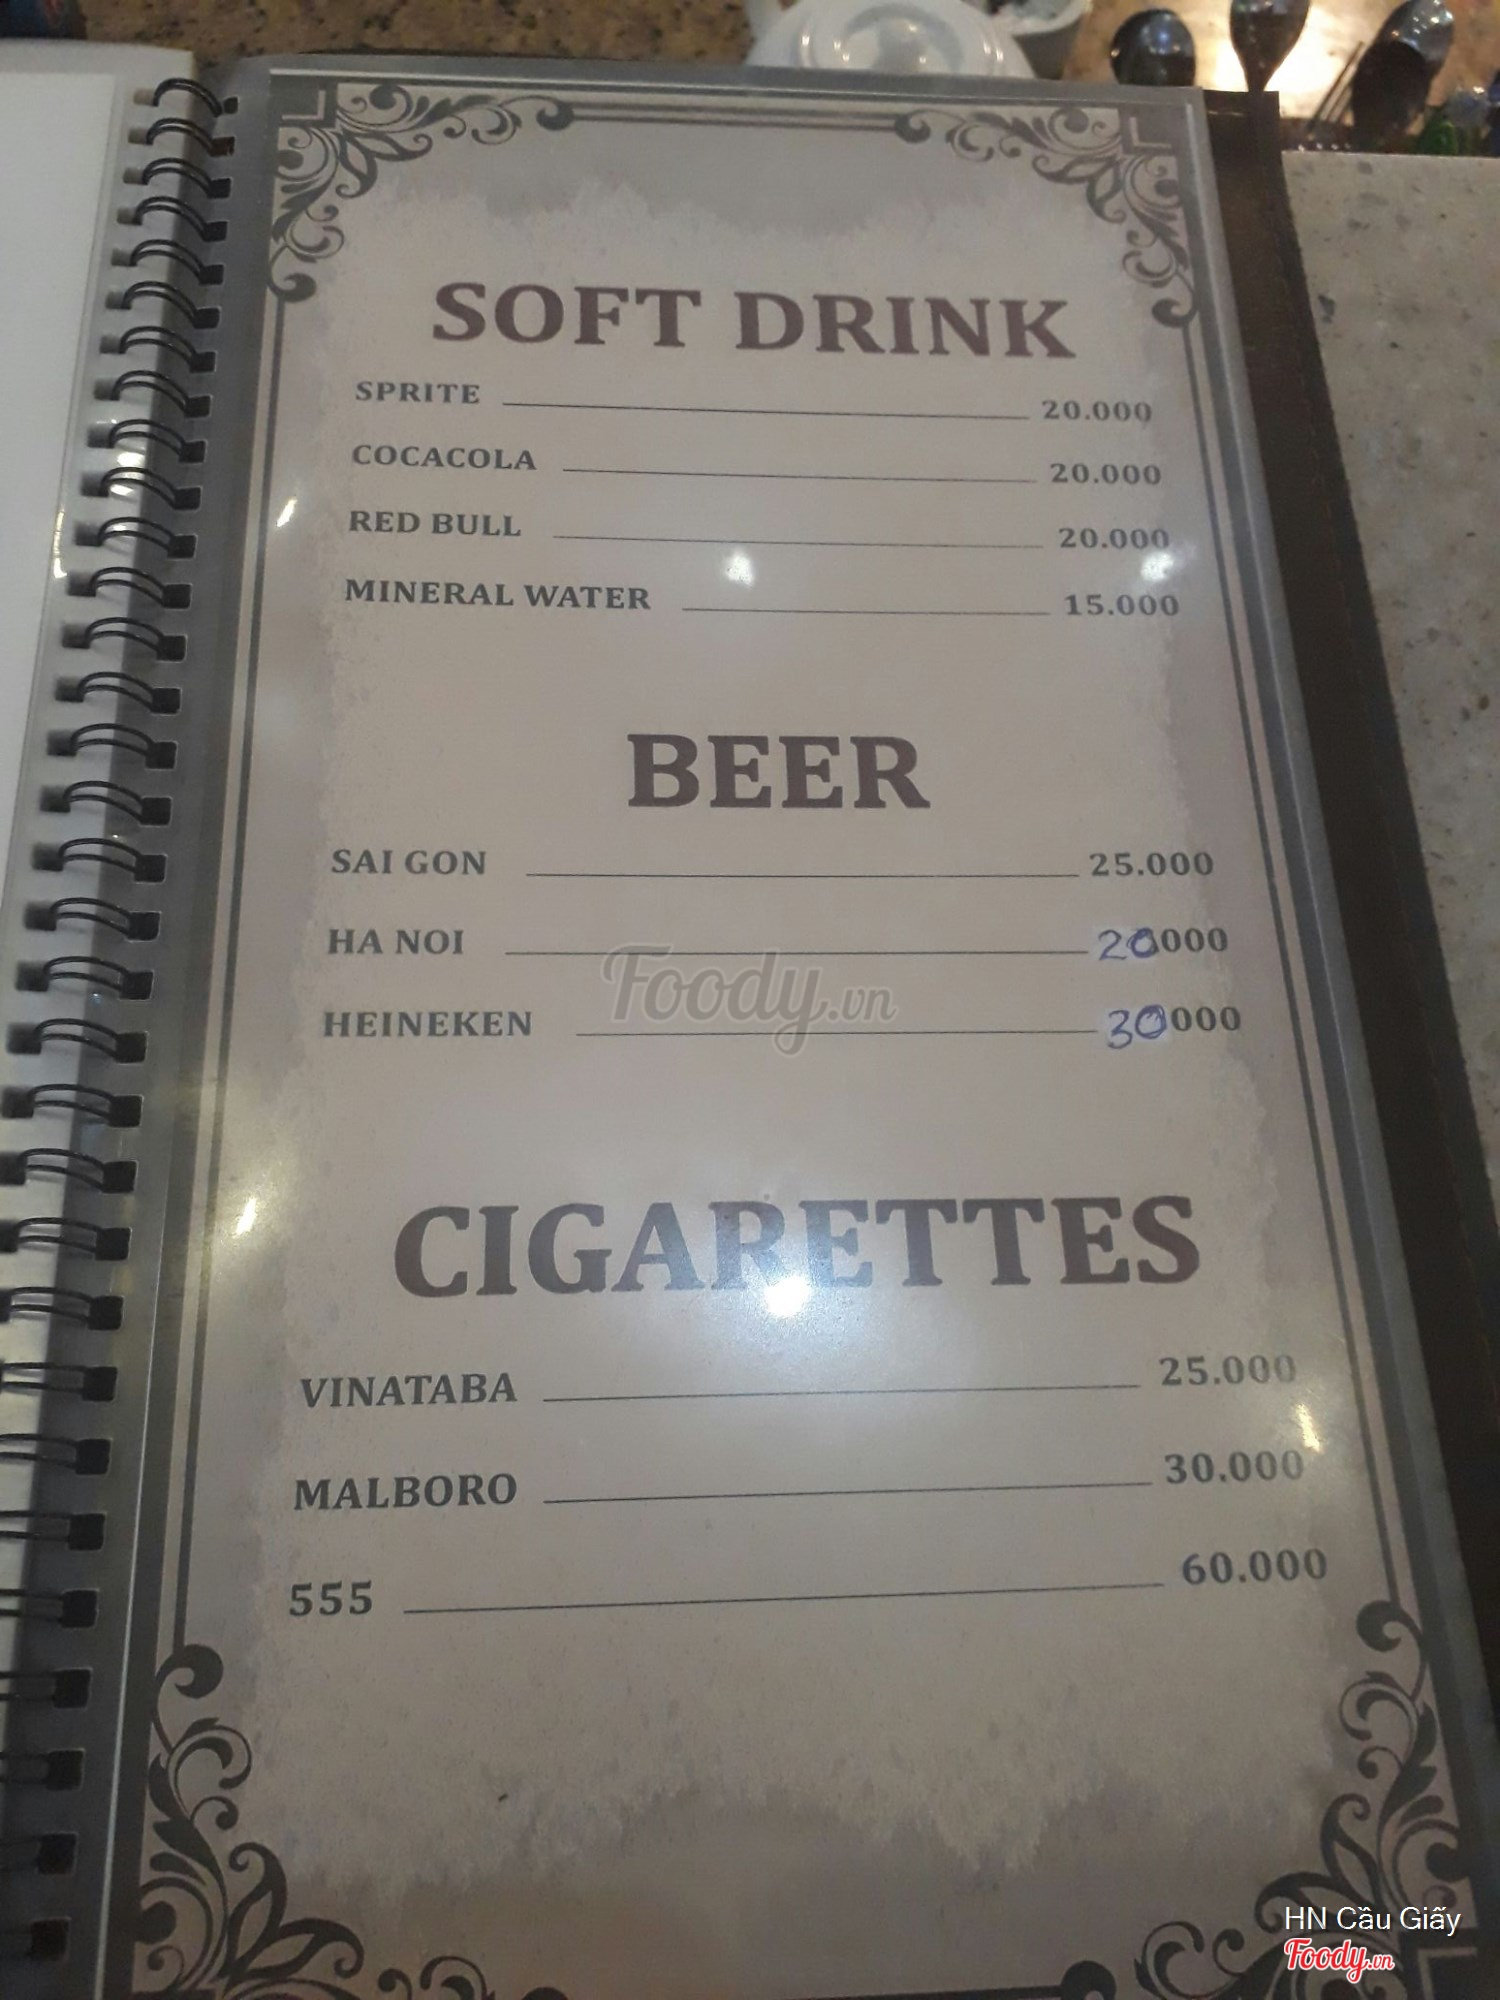 SOFT DRINK
SPRITE 20.000
COCACOLA 20.000
RED BULL 20.000
MINERAL WATER 15.000
BEER
SAI GON 25.000
HA NOI 20000
Foody.vn
HEINEKEN 30000
CIGARETTES
VINATABA 25.000
MALBORO 30.000
555 60.000
HN Cầu Giấy
Foody.vn